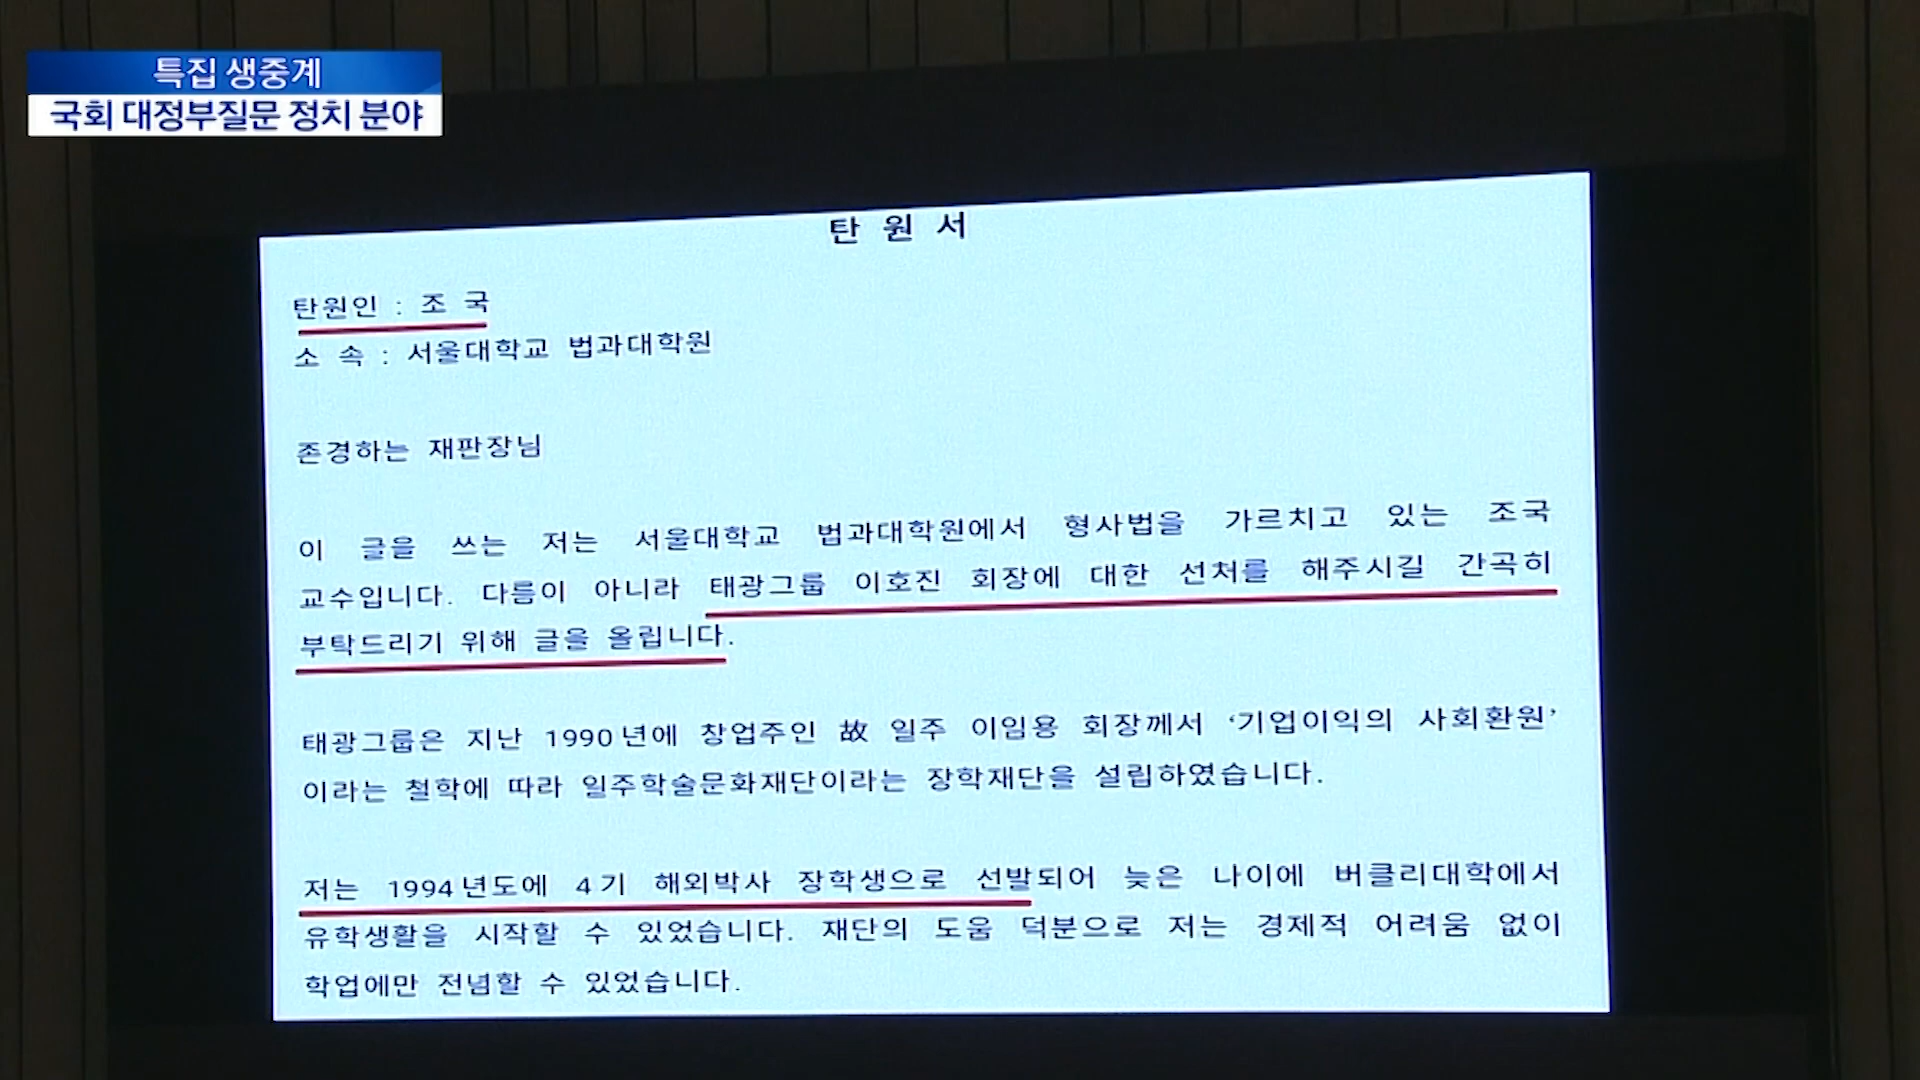 특집 생중계
국회 대정부질문 정치 분야
탄 원 서
탄원인 : 조 국
소 속 : 서울대학교 법과대학원
존경하는 재판장님
이 글을 쓰는 저는 서울대학교 법과대학원에서 형사법을 가르치고 있는 조국
교수입니다. 다름이 아니라 태광그룹 이호진 회장에 대한 선처를 해주시길 간곡히
부탁드리기 위해 글을 올립니다.
태광그룹은 지난 1990년에 창업주인 故 일주 이임용 회장께서 ‘기업이익의 사회환원’
이라는 철학에 따라 일주학술문화재단이라는 장학재단을 설립하였습니다.
저는 1994년도에 4기 해외박사 장학생으로 선발되어 늦은 나이에 버클리대학에서
유학생활을 시작할 수 있었습니다. 재단의 도움 덕분으로 저는 경제적 어려움 없이
학업에만 전념할 수 있었습니다.